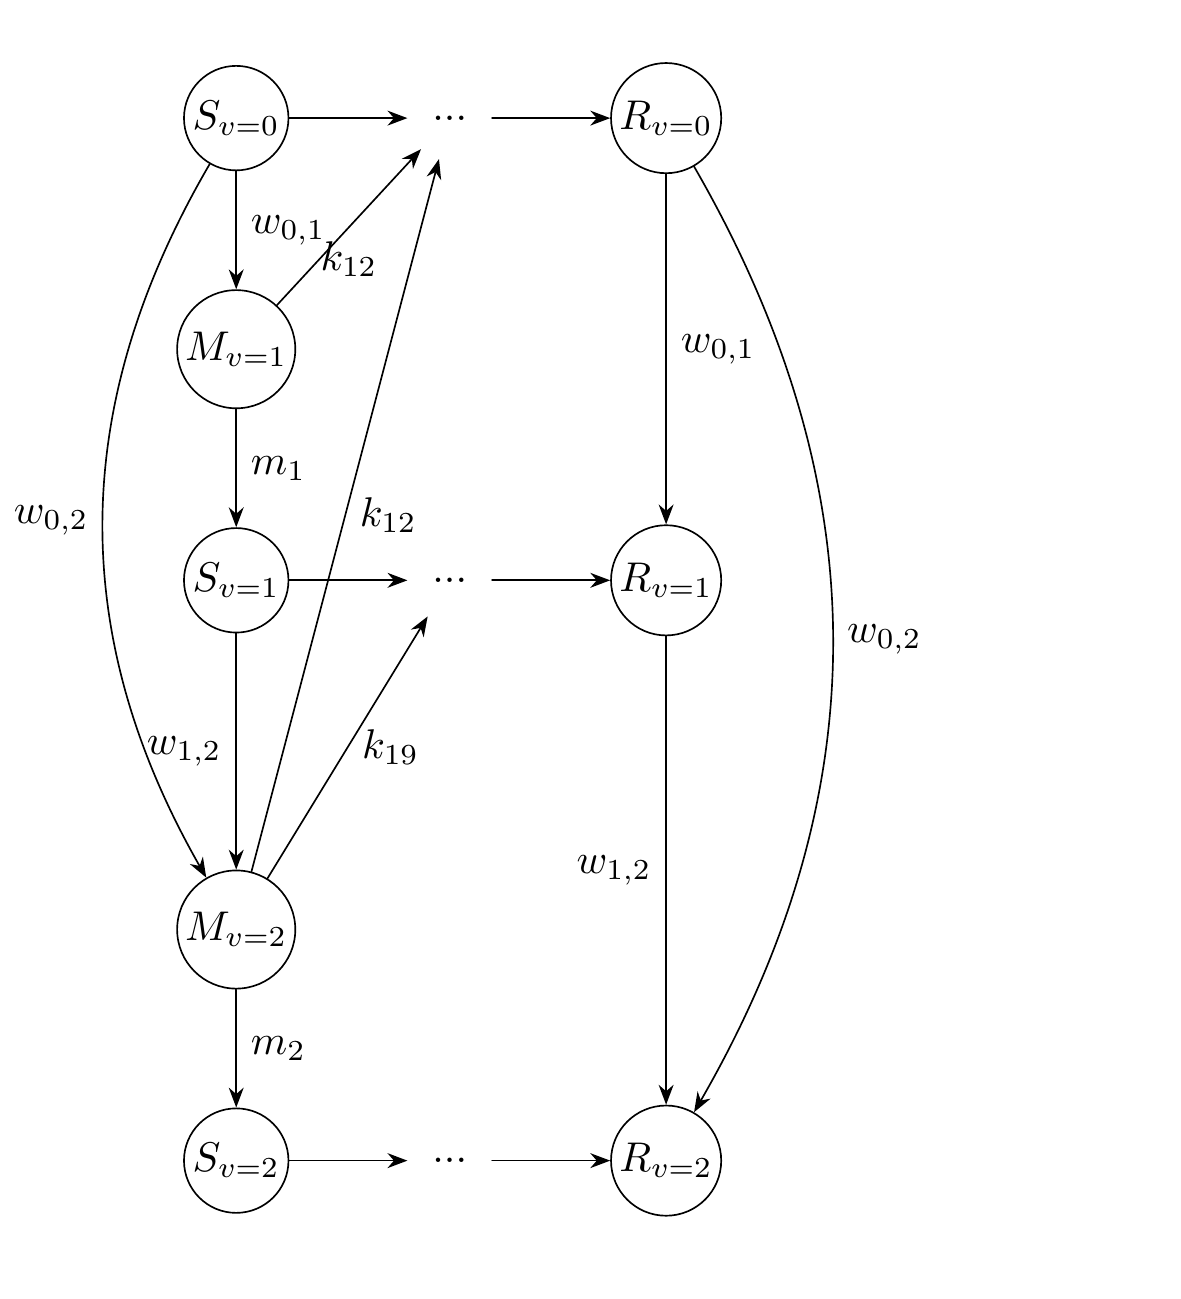 S_{v=0} ... R_{v=0}
w_{0,1}
k_{12}
M_{v=1} w_{0,1}
m_1
w_{0,2} k_{12}
S_{v=1} ... R_{v=1}
w_{0,2}
w_{1,2} k_{19}
w_{1,2}
M_{v=2}
m_2
S_{v=2} ... R_{v=2}